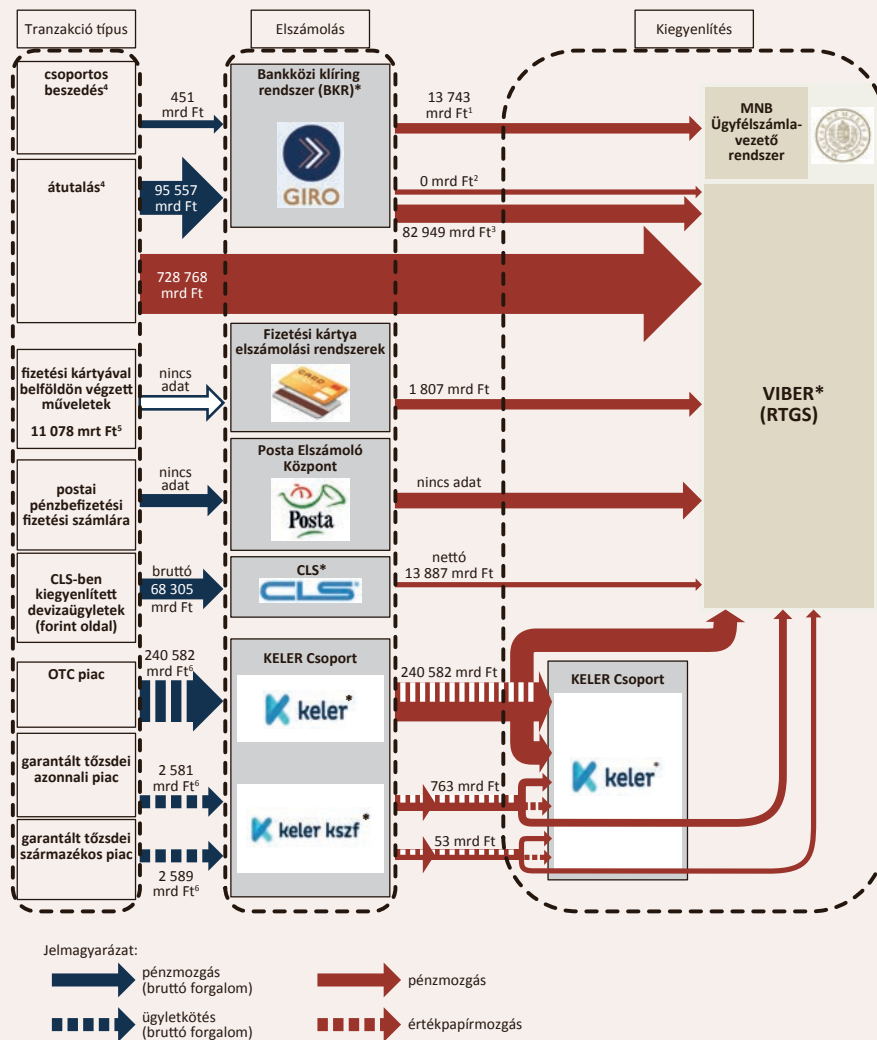 Tranzakció típus
Elszámolás
Kiegyenlítés
csoportos
beszedés⁴
451
mrd Ft
Bankközi klíring
rendszer (BKR)*
GIRO
13 743
mrd Ft¹
MNB
Ügyfélszámla-
vezető
rendszer
átutalás⁴
95 557
mrd Ft
0 mrd Ft²
82 949 mrd Ft³
728 768
mrd Ft
VIBER*
(RTGS)
fizetési kártyával
belföldön végzett
műveletek
11 078 mrt Ft⁵
nincs
adat
Fizetési kártya
elszámolási rendszerek
CARD
1 807 mrd Ft
postai
pénzbefizetési
fizetési számlára
nincs
adat
Posta Elszámoló
Központ
Posta
nincs adat
CLS-ben
kiegyenlített
devizaügyletek
(forint oldal)
bruttó
68 305
mrd Ft
CLS*
CLS
nettó
13 887 mrd Ft
OTC piac
240 582
mrd Ft⁶
KELER Csoport
keler*
240 582 mrd Ft
KELER Csoport
keler*
garantált tőzsdei
azonnali piac
2 581
mrd Ft⁶
keler kszf*
763 mrd Ft
garantált tőzsdei
származékos piac
2 589
mrd Ft⁶
53 mrd Ft
Jelmagyarázat:
pénzmozgás
(bruttó forgalom)
pénzmozgás
ügyletkötés
(bruttó forgalom)
értékpapírmozgás